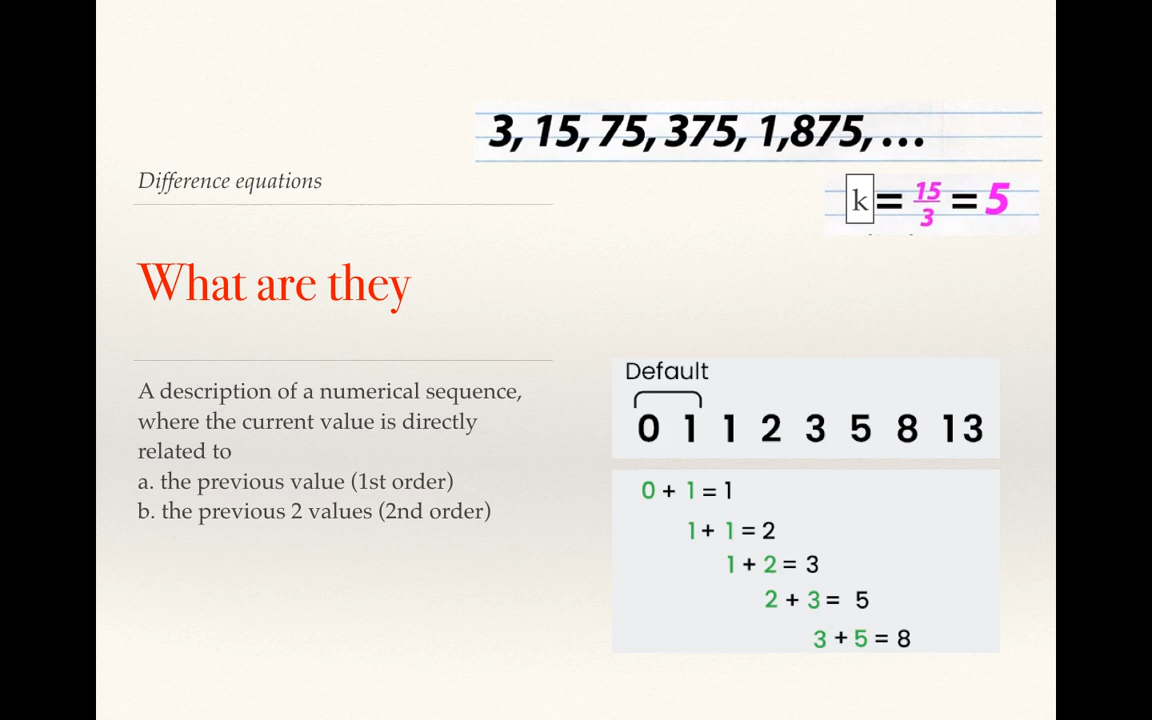 3, 15, 75, 375, 1,875, ...
Difference equations
k = 15/3 = 5
What are they
A description of a numerical sequence,
where the current value is directly
related to
a. the previous value (1st order)
b. the previous 2 values (2nd order)
Default
0 1 1 2 3 5 8 13
0 + 1 = 1
1 + 1 = 2
1 + 2 = 3
2 + 3 = 5
3 + 5 = 8